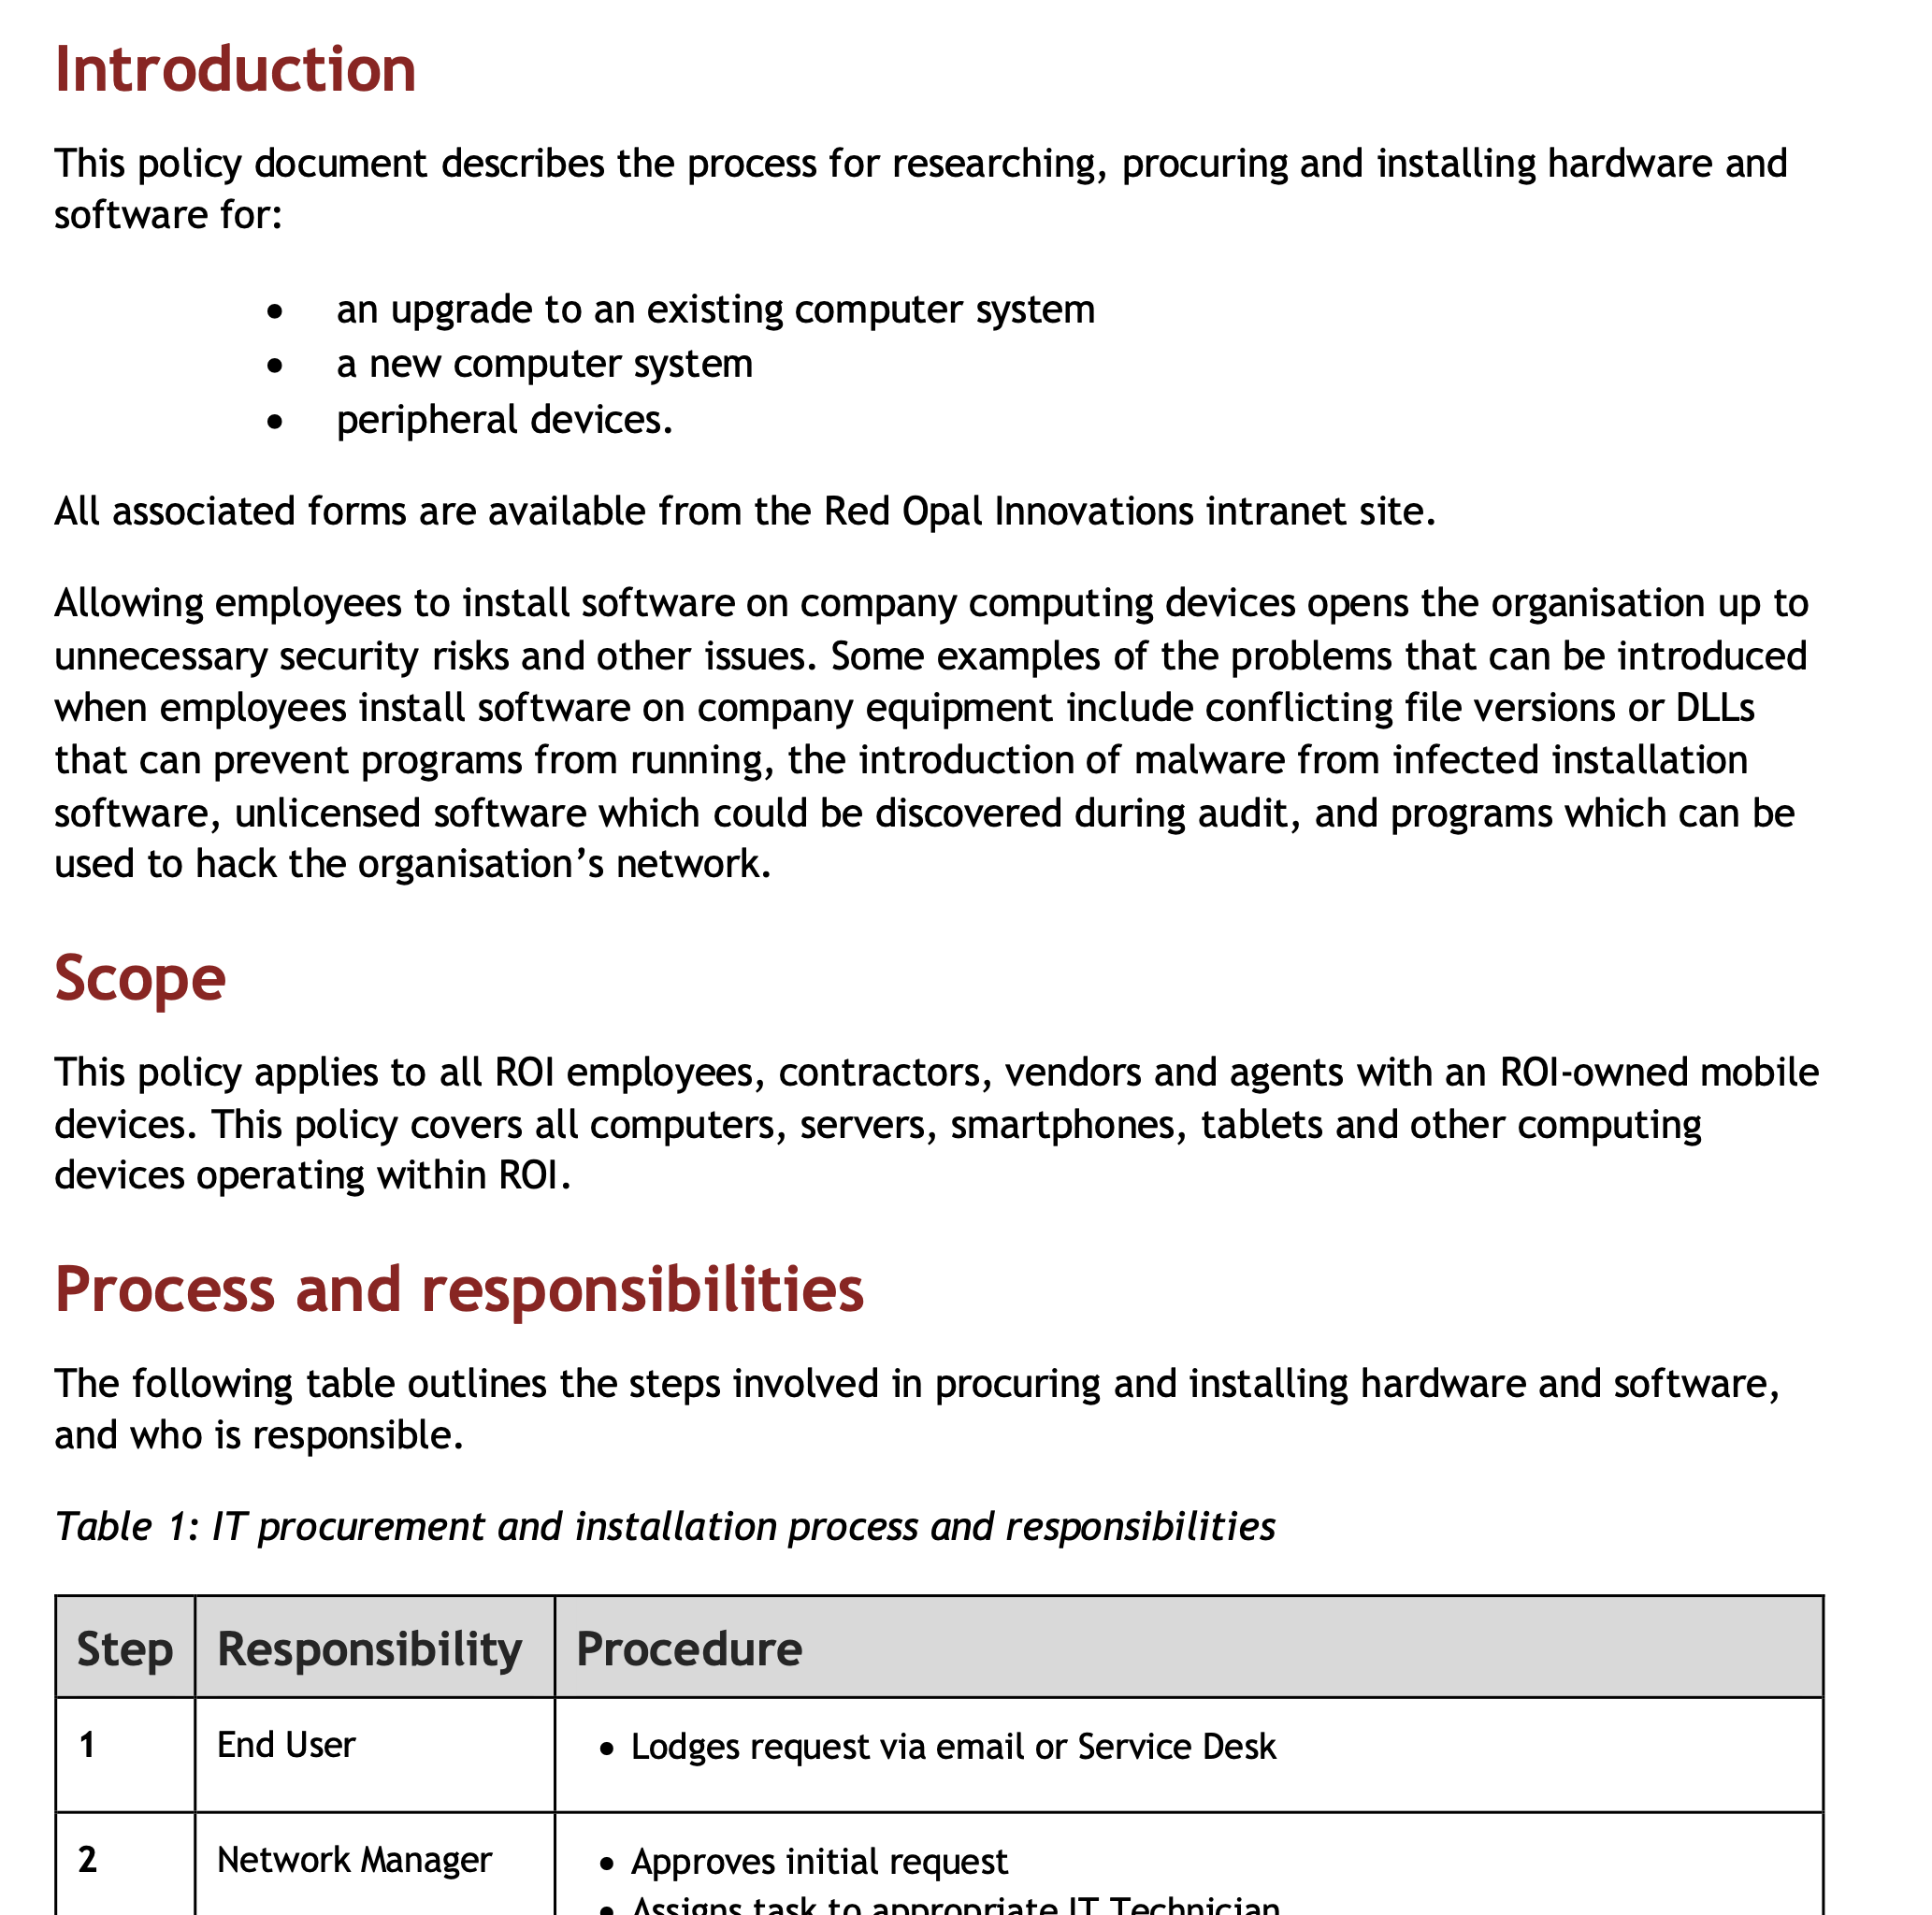 Introduction
This policy document describes the process for researching, procuring and installing hardware and
software for:
• an upgrade to an existing computer system
• a new computer system
• peripheral devices.
All associated forms are available from the Red Opal Innovations intranet site.
Allowing employees to install software on company computing devices opens the organisation up to
unnecessary security risks and other issues. Some examples of the problems that can be introduced
when employees install software on company equipment include conflicting file versions or DLLs
that can prevent programs from running, the introduction of malware from infected installation
software, unlicensed software which could be discovered during audit, and programs which can be
used to hack the organisation’s network.
Scope
This policy applies to all ROI employees, contractors, vendors and agents with an ROI-owned mobile
devices. This policy covers all computers, servers, smartphones, tablets and other computing
devices operating within ROI.
Process and responsibilities
The following table outlines the steps involved in procuring and installing hardware and software,
and who is responsible.
Table 1: IT procurement and installation process and responsibilities
Step Responsibility Procedure
1 End User • Lodges request via email or Service Desk
2 Network Manager • Approves initial request
• Assigns task to appropriate IT Technician